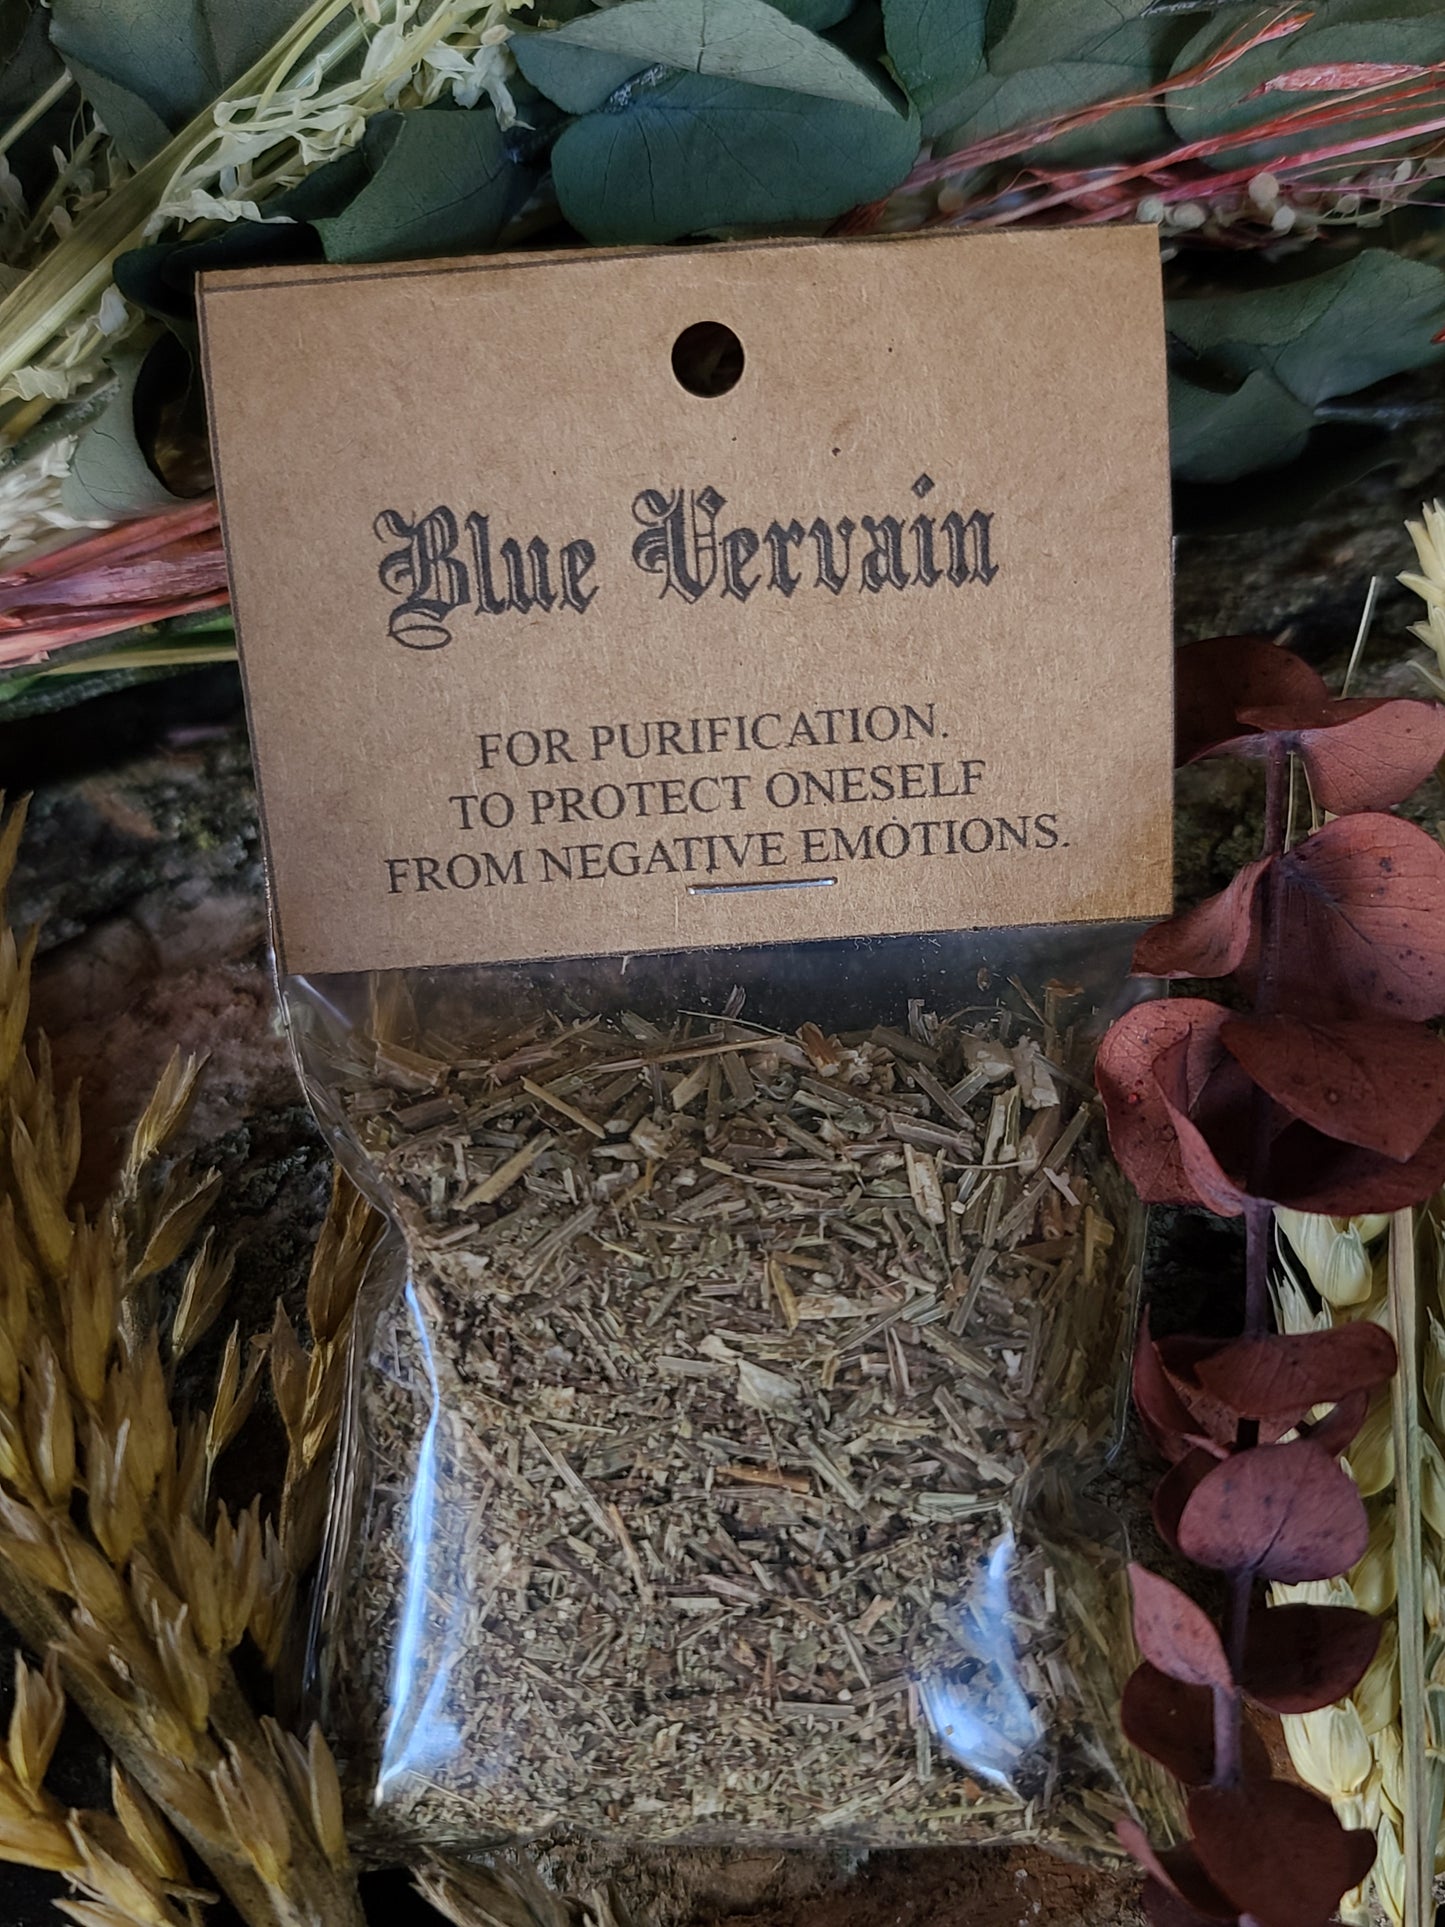 Blue Vervain
FOR PURIFICATION.
TO PROTECT ONESELF
FROM NEGATIVE EMOTIONS.